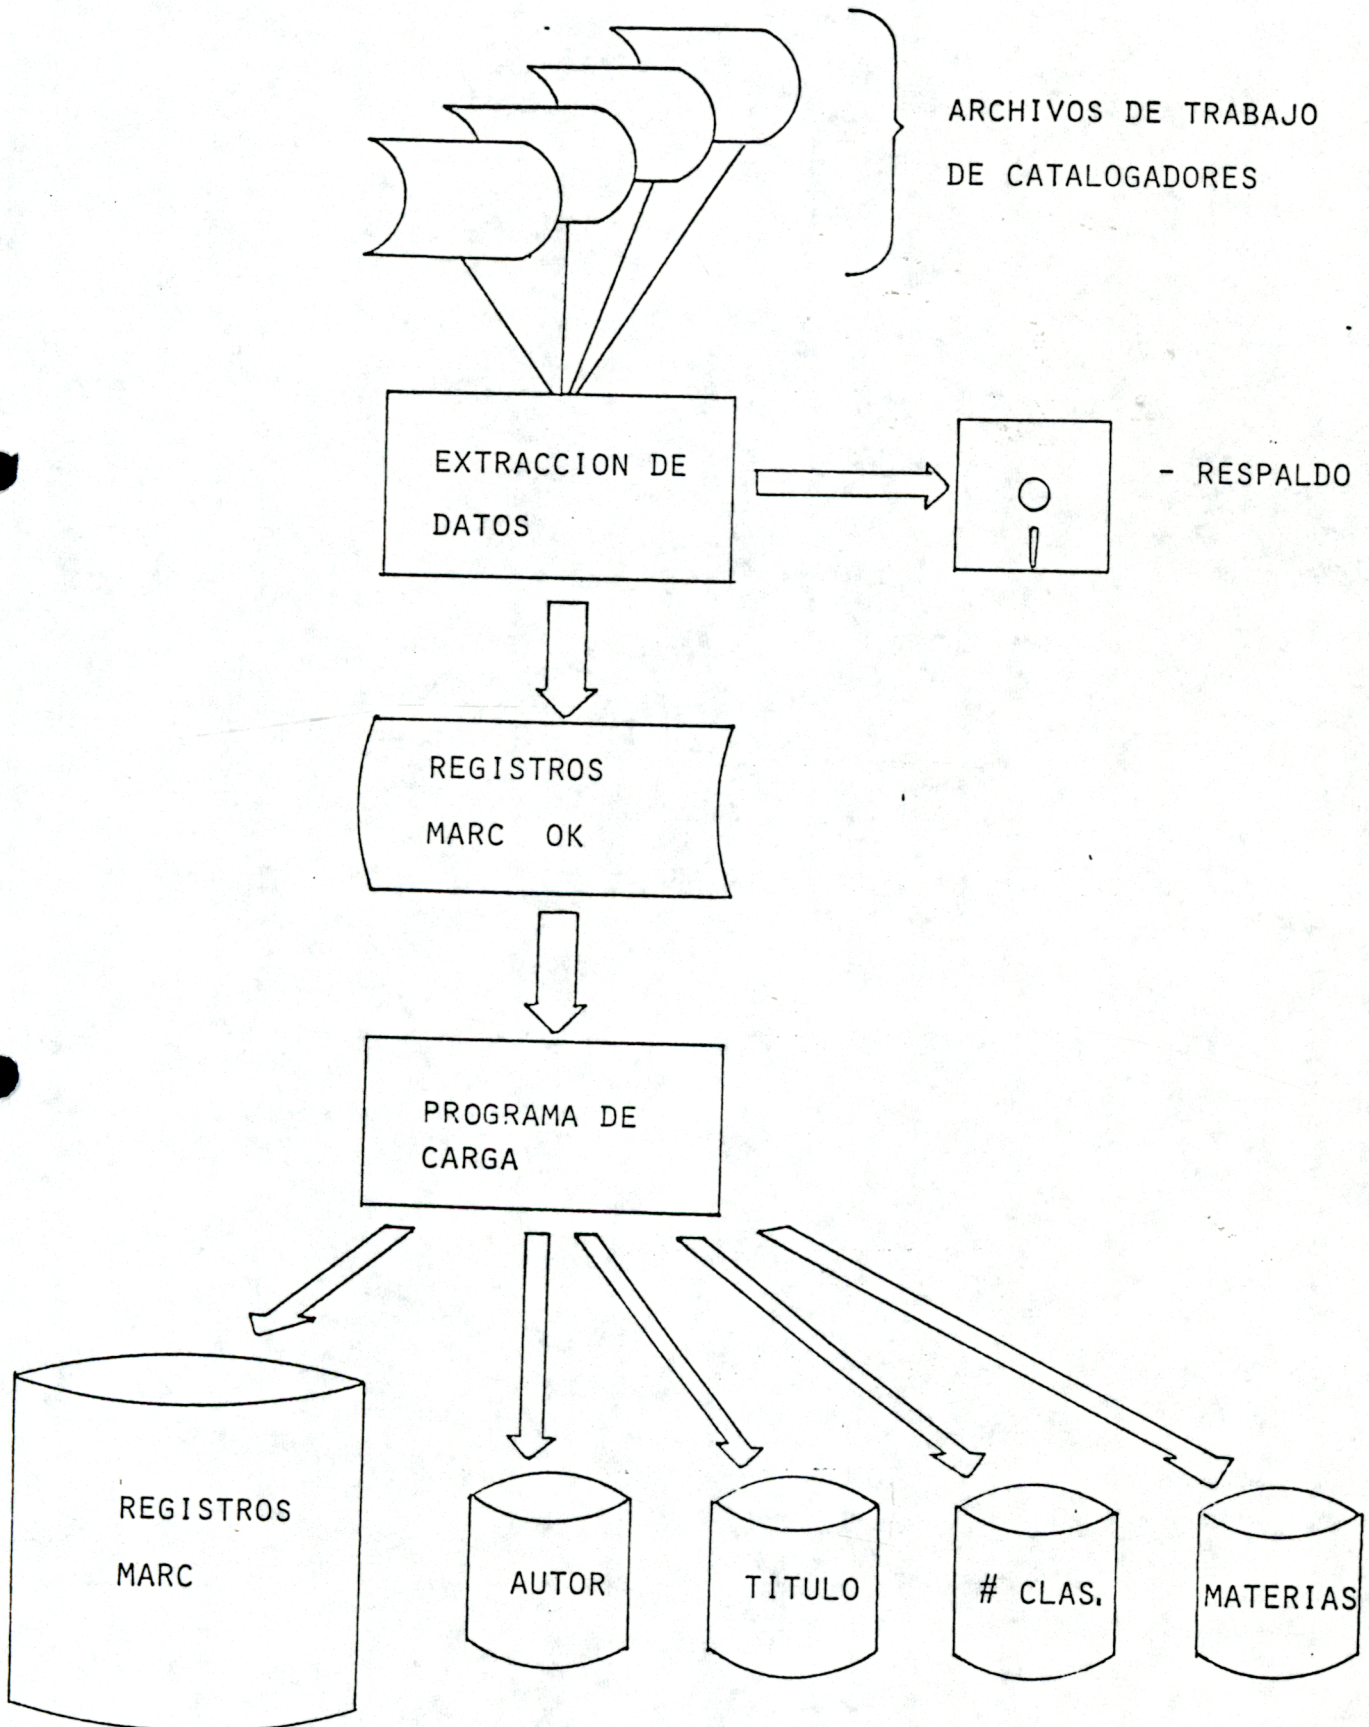 ARCHIVOS DE TRABAJO
DE CATALOGADORES
EXTRACCION DE
DATOS
- RESPALDO
REGISTROS
MARC OK
PROGRAMA DE
CARGA
REGISTROS
MARC
AUTOR
TITULO
# CLAS.
MATERIAS